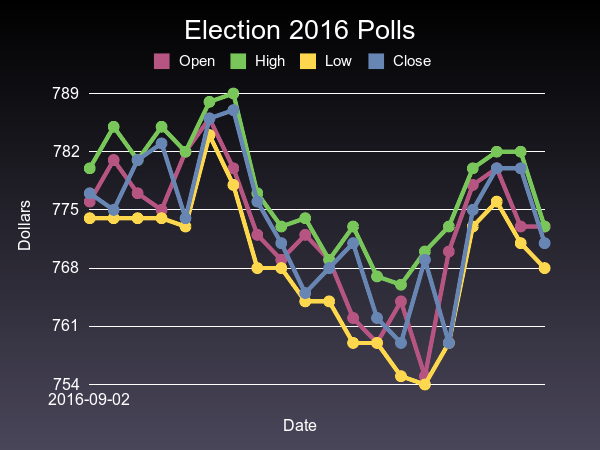 Election 2016 Polls
Open High Low Close
789
782
775
768
761
754
Dollars
2016-09-02
Date